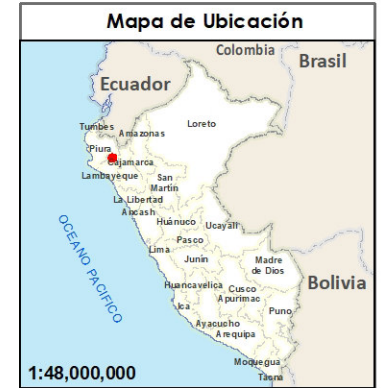 Mapa de Ubicación
Colombia
Brasil
Ecuador
Tumbes
Amazonas
Loreto
Piura
Cajamarca
Lambayeque
San
Martin
La Libertad
Ancash
Huánuco
Ucayali
Pasco
Lima
Junín
Madre
de Dios
OCEANO PACIFICO
Huancavelica
Cusco
Apurimac
Bolivia
Ica
Puno
Ayacucho
Arequipa
Moquegua
Tacna
1:48,000,000